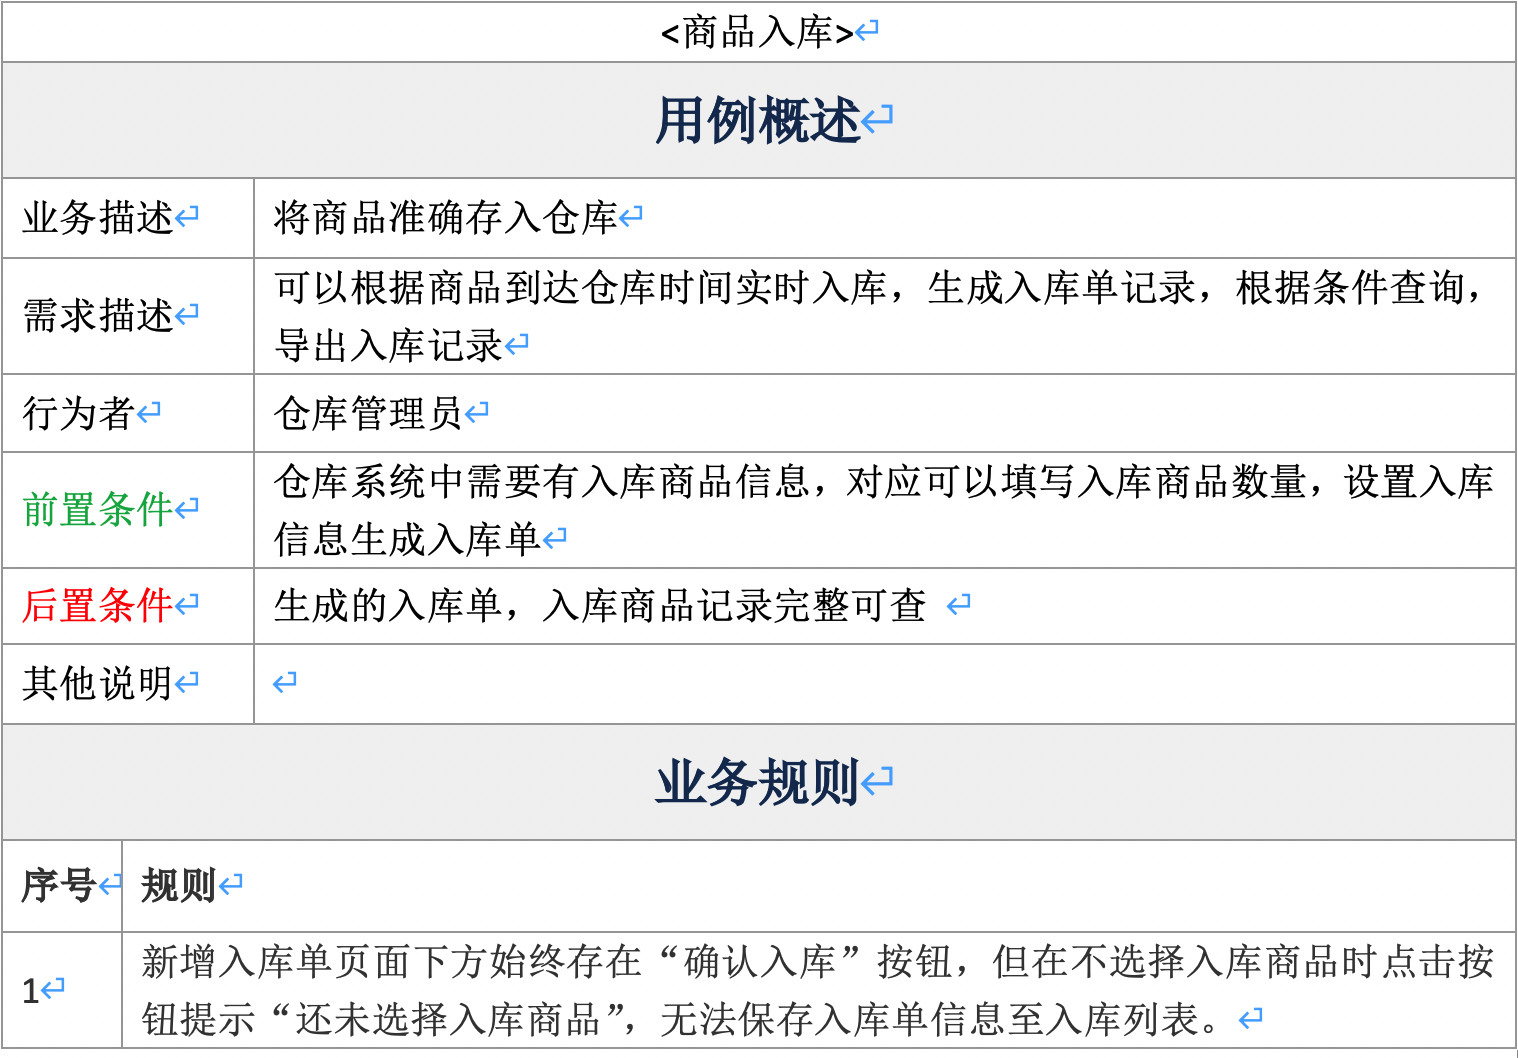 <商品入库>
用例概述
业务描述 将商品准确存入仓库
需求描述 可以根据商品到达仓库时间实时入库，生成入库单记录，根据条件查询，
导出入库记录
行为者 仓库管理员
前置条件 仓库系统中需要有入库商品信息，对应可以填写入库商品数量，设置入库
信息生成入库单
后置条件 生成的入库单，入库商品记录完整可查
其他说明
业务规则
序号 规则
1 新增入库单页面下方始终存在“确认入库”按钮，但在不选择入库商品时点击按
钮提示“还未选择入库商品”，无法保存入库单信息至入库列表。